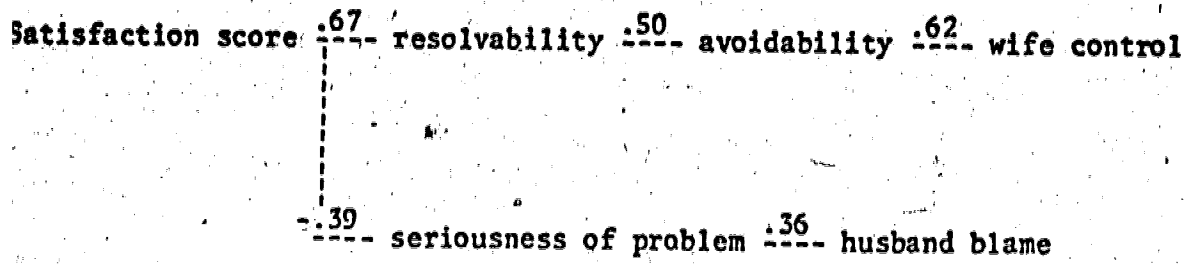 Satisfaction score .67 resolvability .50 avoidability .62 wife control
-.39 seriousness of problem .36 husband blame